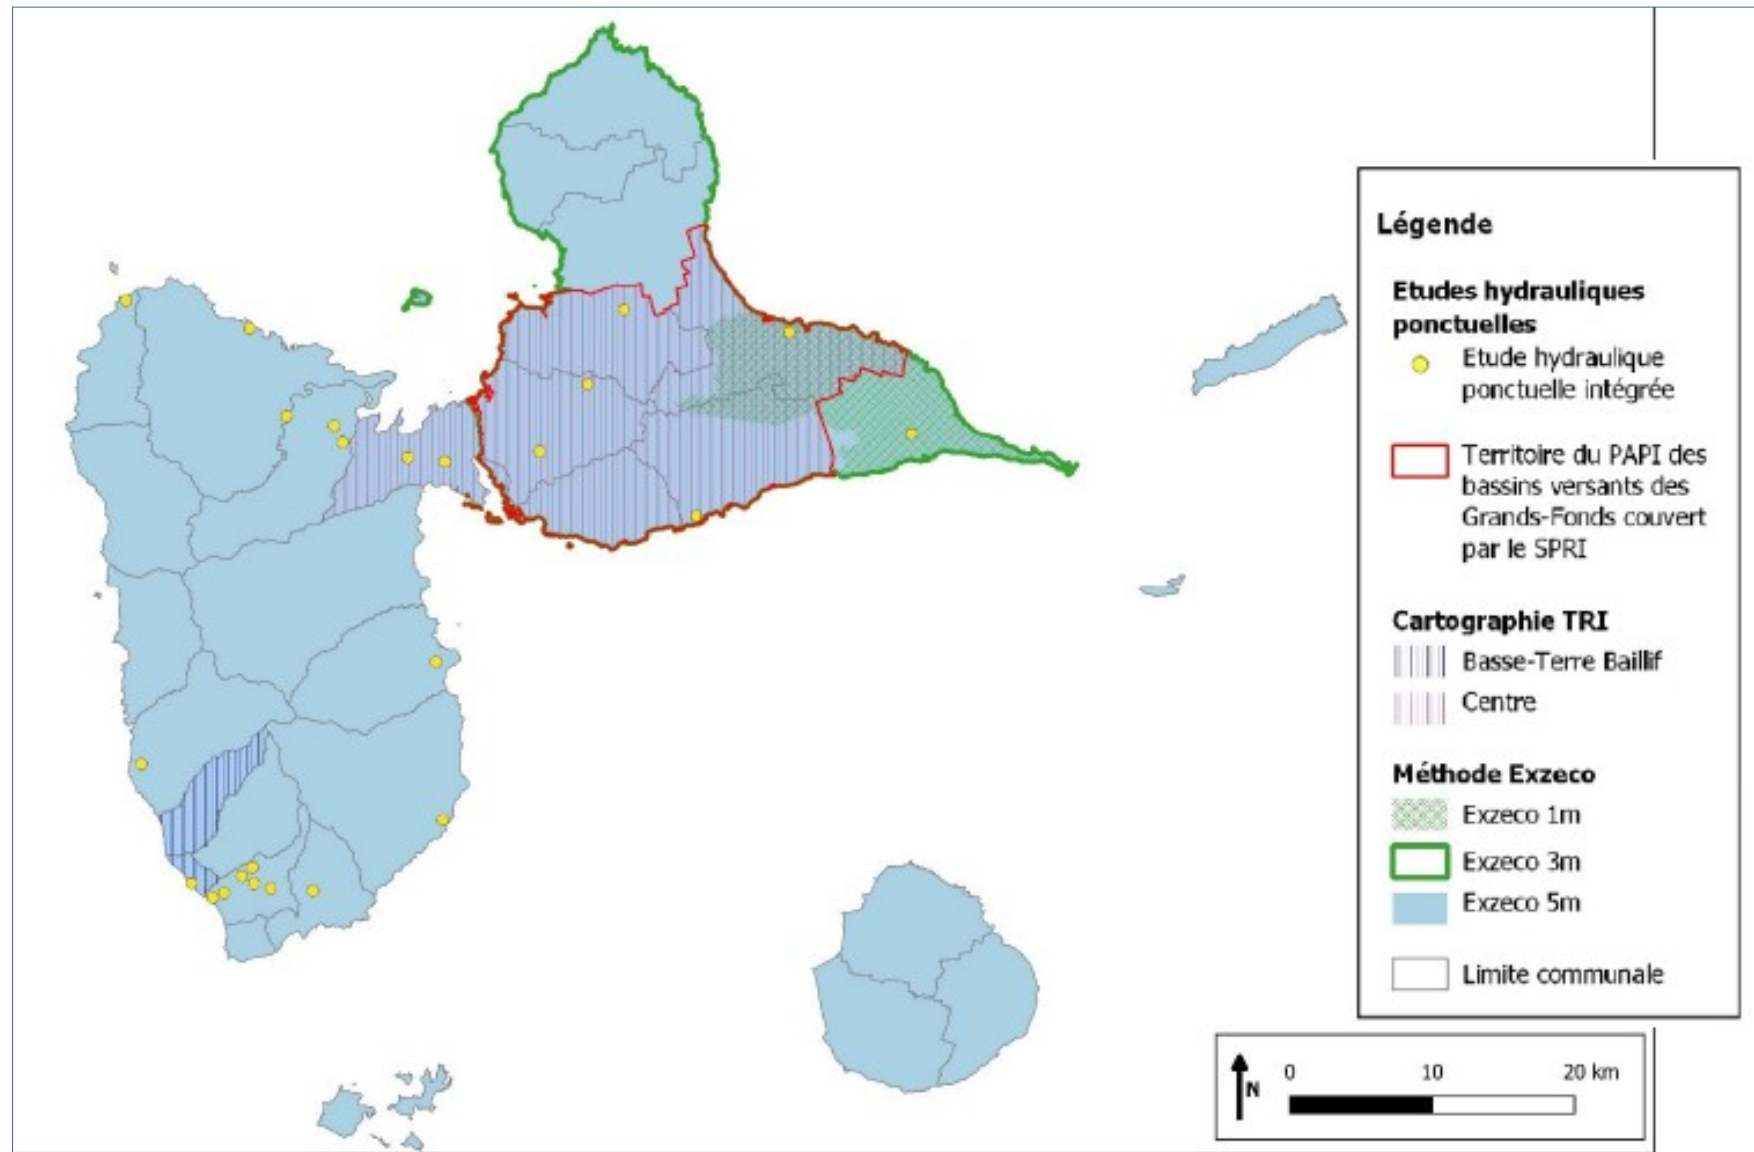 Légende
Etudes hydrauliques
ponctuelles
Etude hydraulique
ponctuelle intégrée
Territoire du PAPI des
bassins versants des
Grands-Fonds couvert
par le SPRI
Cartographie TRI
Basse-Terre Baillif
Centre
Méthode Exzeco
Exzeco 1m
Exzeco 3m
Exzeco 5m
Limite communale
N
0 10 20 km